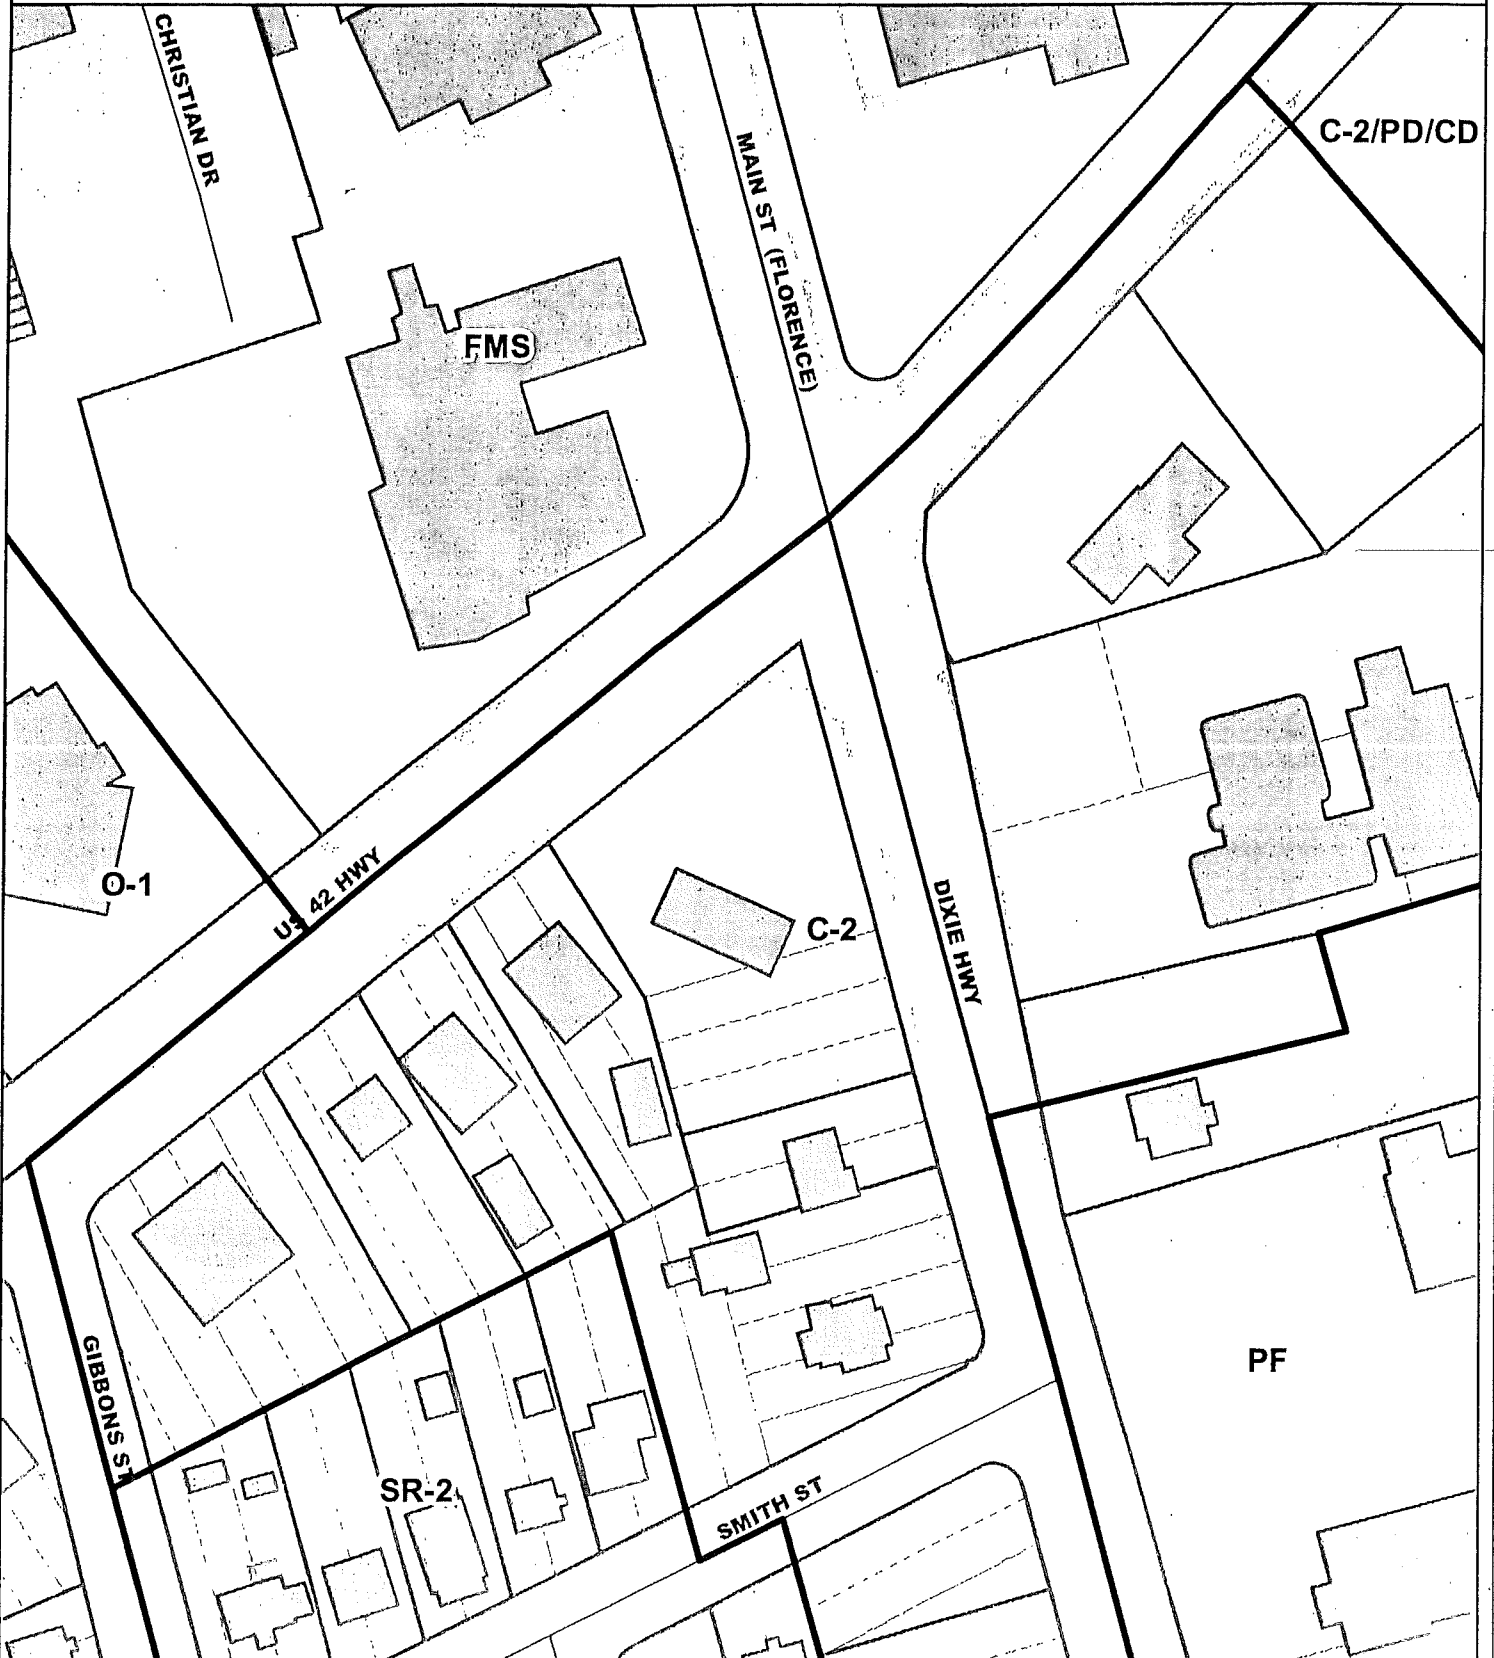 CHRISTIAN DR
C-2/PD/CD
MAIN ST (FLORENCE)
FMS
O-1
US 42 HWY
C-2
DIXIE HWY
GIBBONS ST
PF
SR-2
SMITH ST